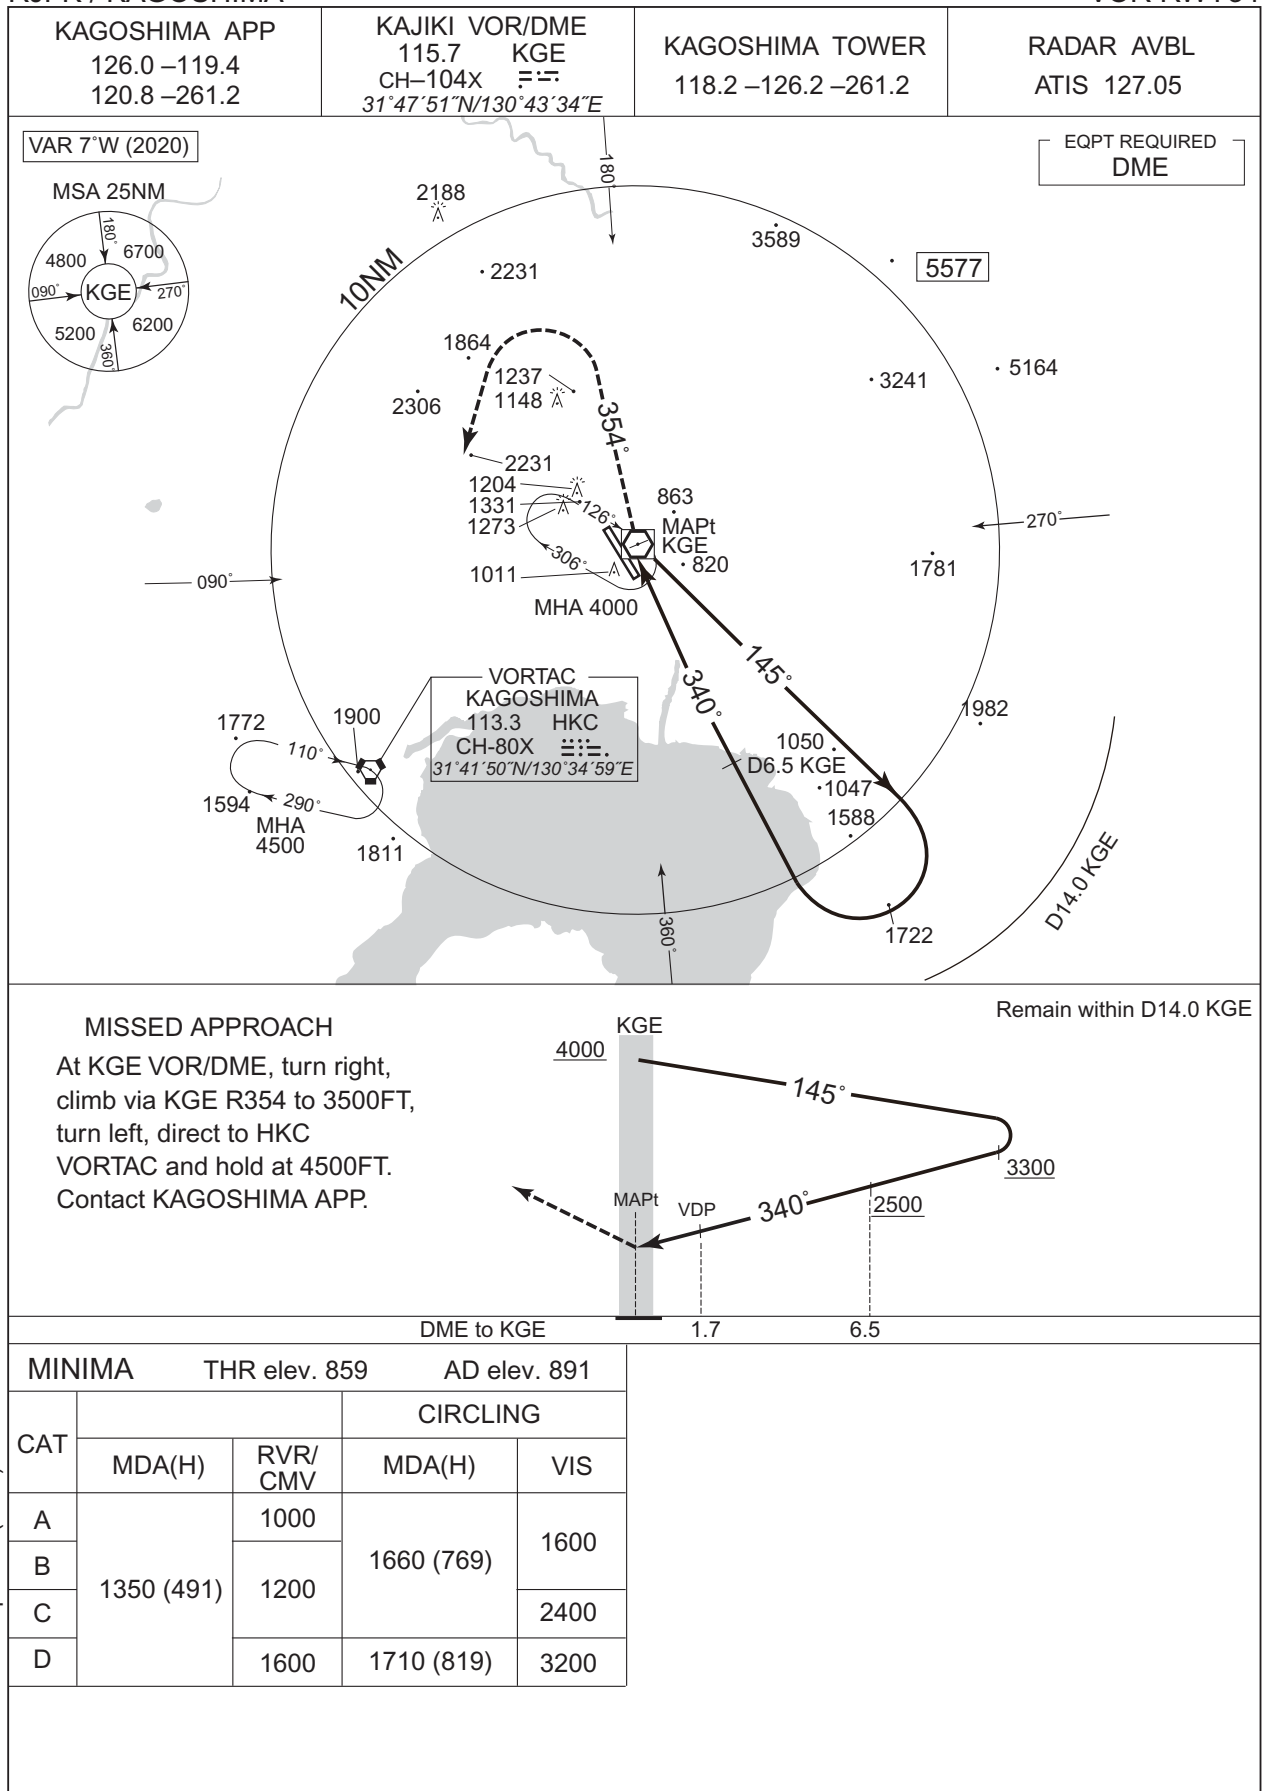 RJFK / KAGOSHIMA
VOR RWY 34
KAGOSHIMA APP
126.0 –119.4
120.8 –261.2
KAJIKI VOR/DME
115.7 KGE
CH–104X
31˚47´51˝N/130˚43´34˝E
KAGOSHIMA TOWER
118.2 –126.2 –261.2
RADAR AVBL
ATIS 127.05
VAR 7˚W (2020)
EQPT REQUIRED
DME
MSA 25NM
180˚
4800
6700
090˚
KGE
270˚
5200
6200
360˚
180˚
2188
3589
5577
10NM
2231
1864
1237
1148
2306
354˚
3241
5164
2231
1204
1331
1273
126˚
306˚
863
MAPt
KGE
820
1011
MHA 4000
270˚
1781
090˚
145˚
340˚
VORTAC
KAGOSHIMA
113.3 HKC
CH-80X
31˚41´50˝N/130˚34´59˝E
1772
1900
110˚
1594
290˚
MHA
4500
1811
1982
1050
D6.5 KGE
1047
1588
1722
360˚
D14.0 KGE
MISSED APPROACH
At KGE VOR/DME, turn right,
climb via KGE R354 to 3500FT,
turn left, direct to HKC
VORTAC and hold at 4500FT.
Contact KAGOSHIMA APP.
Remain within D14.0 KGE
KGE
4000
145˚
3300
2500
340˚
MAPt
VDP
DME to KGE
1.7
6.5
MINIMA THR elev. 859 AD elev. 891
CAT
CIRCLING
MDA(H)
RVR/
CMV
MDA(H)
VIS
A
1000
1600
B
1660 (769)
1350 (491)
1200
C
2400
D
1600
1710 (819)
3200